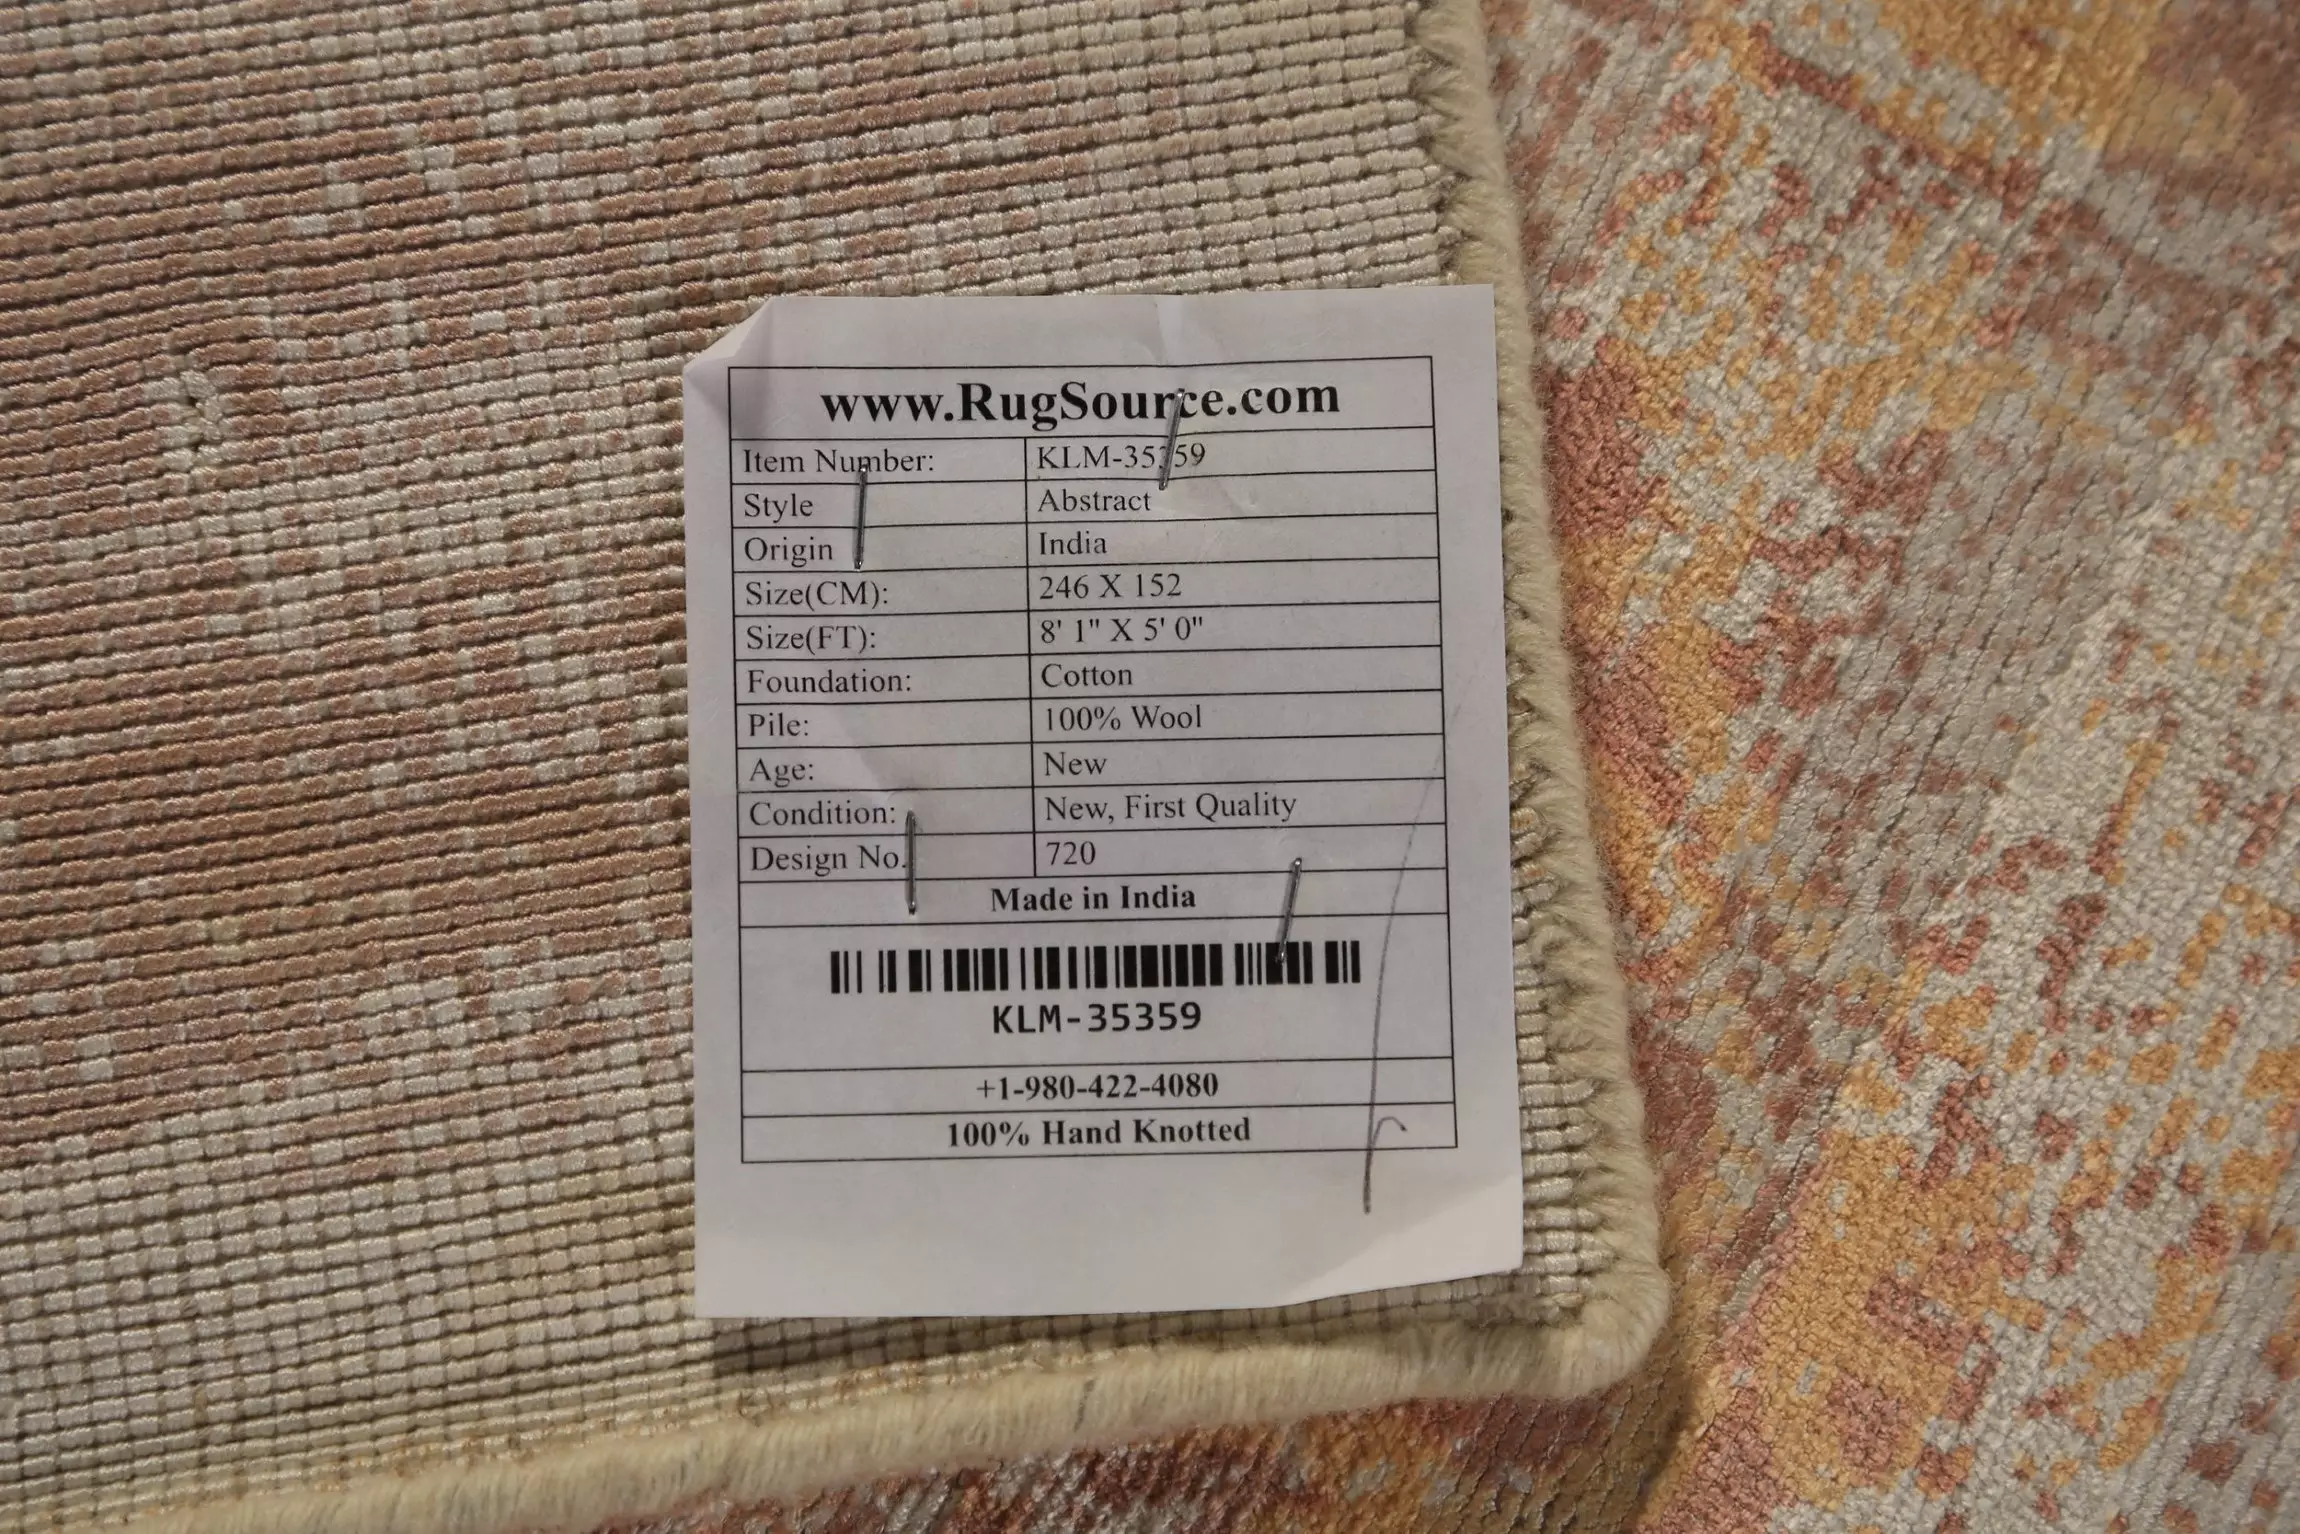 www.RugSource.com
Item Number: KLM-35359
Style Abstract
Origin India
Size(CM): 246 X 152
Size(FT): 8' 1" X 5' 0"
Foundation: Cotton
Pile: 100% Wool
Age: New
Condition: New, First Quality
Design No. 720
Made in India
KLM-35359
+1-980-422-4080
100% Hand Knotted